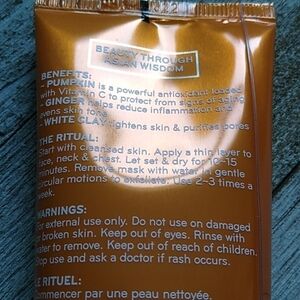 BEAUTY THROUGH
ASIAN WISDOM
BENEFITS:
- PUMPKIN is a powerful antioxidant loaded
with Vitamin C to protect from signs of aging
- GINGER helps reduce inflammation and
evens skin tone
- WHITE CLAY tightens skin & purifies pores
THE RITUAL:
Start with cleansed skin. Apply a thin layer to
face, neck & chest. Let set & dry for 10-15
minutes. Remove mask with water in gentle
circular motions to exfoliate. Use 2-3 times a
week.
WARNINGS:
For external use only. Do not use on damaged
or broken skin. Keep out of eyes. Rinse with
water to remove. Keep out of reach of children.
Stop use and ask a doctor if rash occurs.
LE RITUEL:
Commencer par une peau nettoyée.